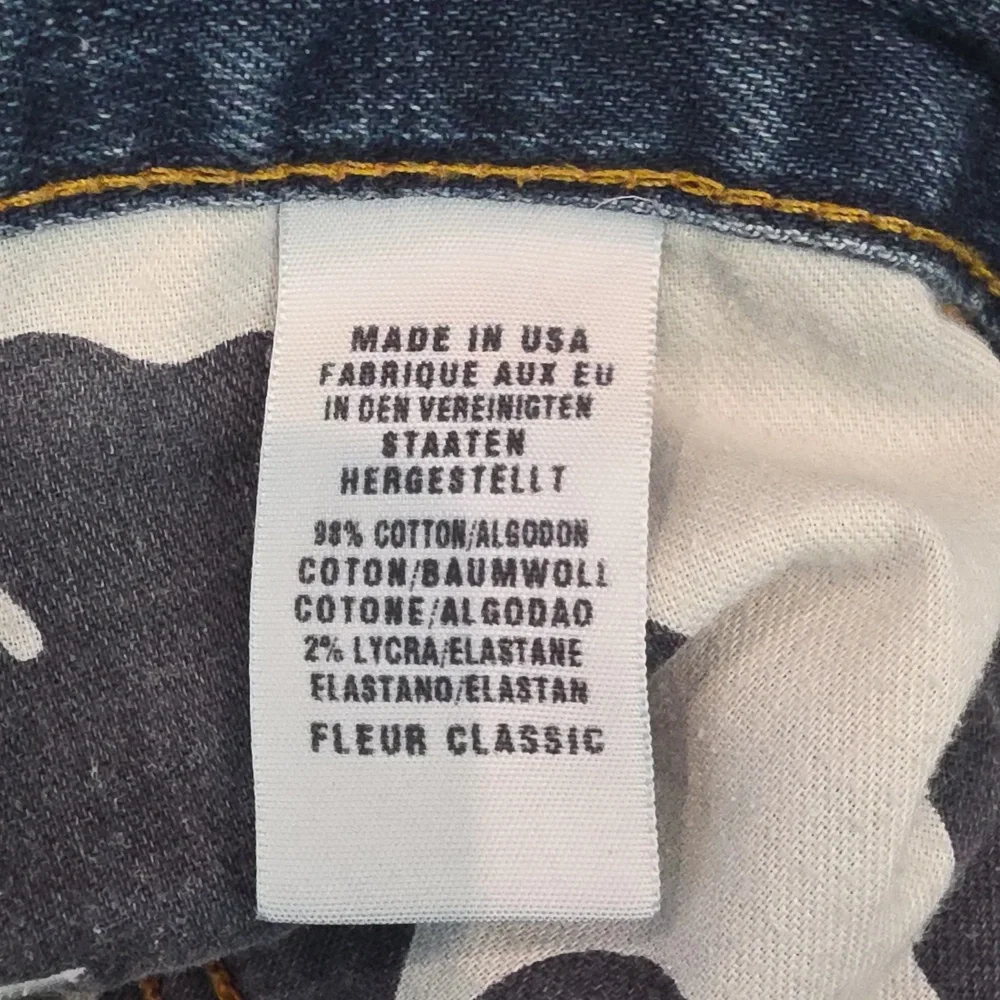 MADE IN USA
FABRIQUE AUX EU
IN DEN VEREINIGTEN
STAATEN
HERGESTELLT
98% COTTON/ALGODON
COTON/BAUMWOLL
COTONE/ALGODAO
2% LYCRA/ELASTANE
ELASTANO/ELASTAN
FLEUR CLASSIC